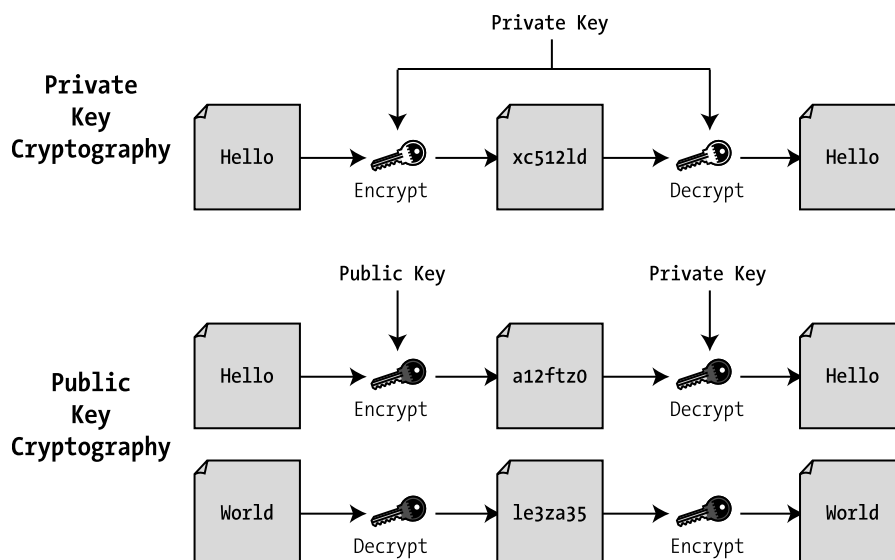 Private Key
Private
Key
Cryptography
Hello
xc512ld
Hello
Encrypt
Decrypt
Public Key
Private Key
Public
Key
Cryptography
Hello
a12ftz0
Hello
Encrypt
Decrypt
World
le3za35
World
Decrypt
Encrypt